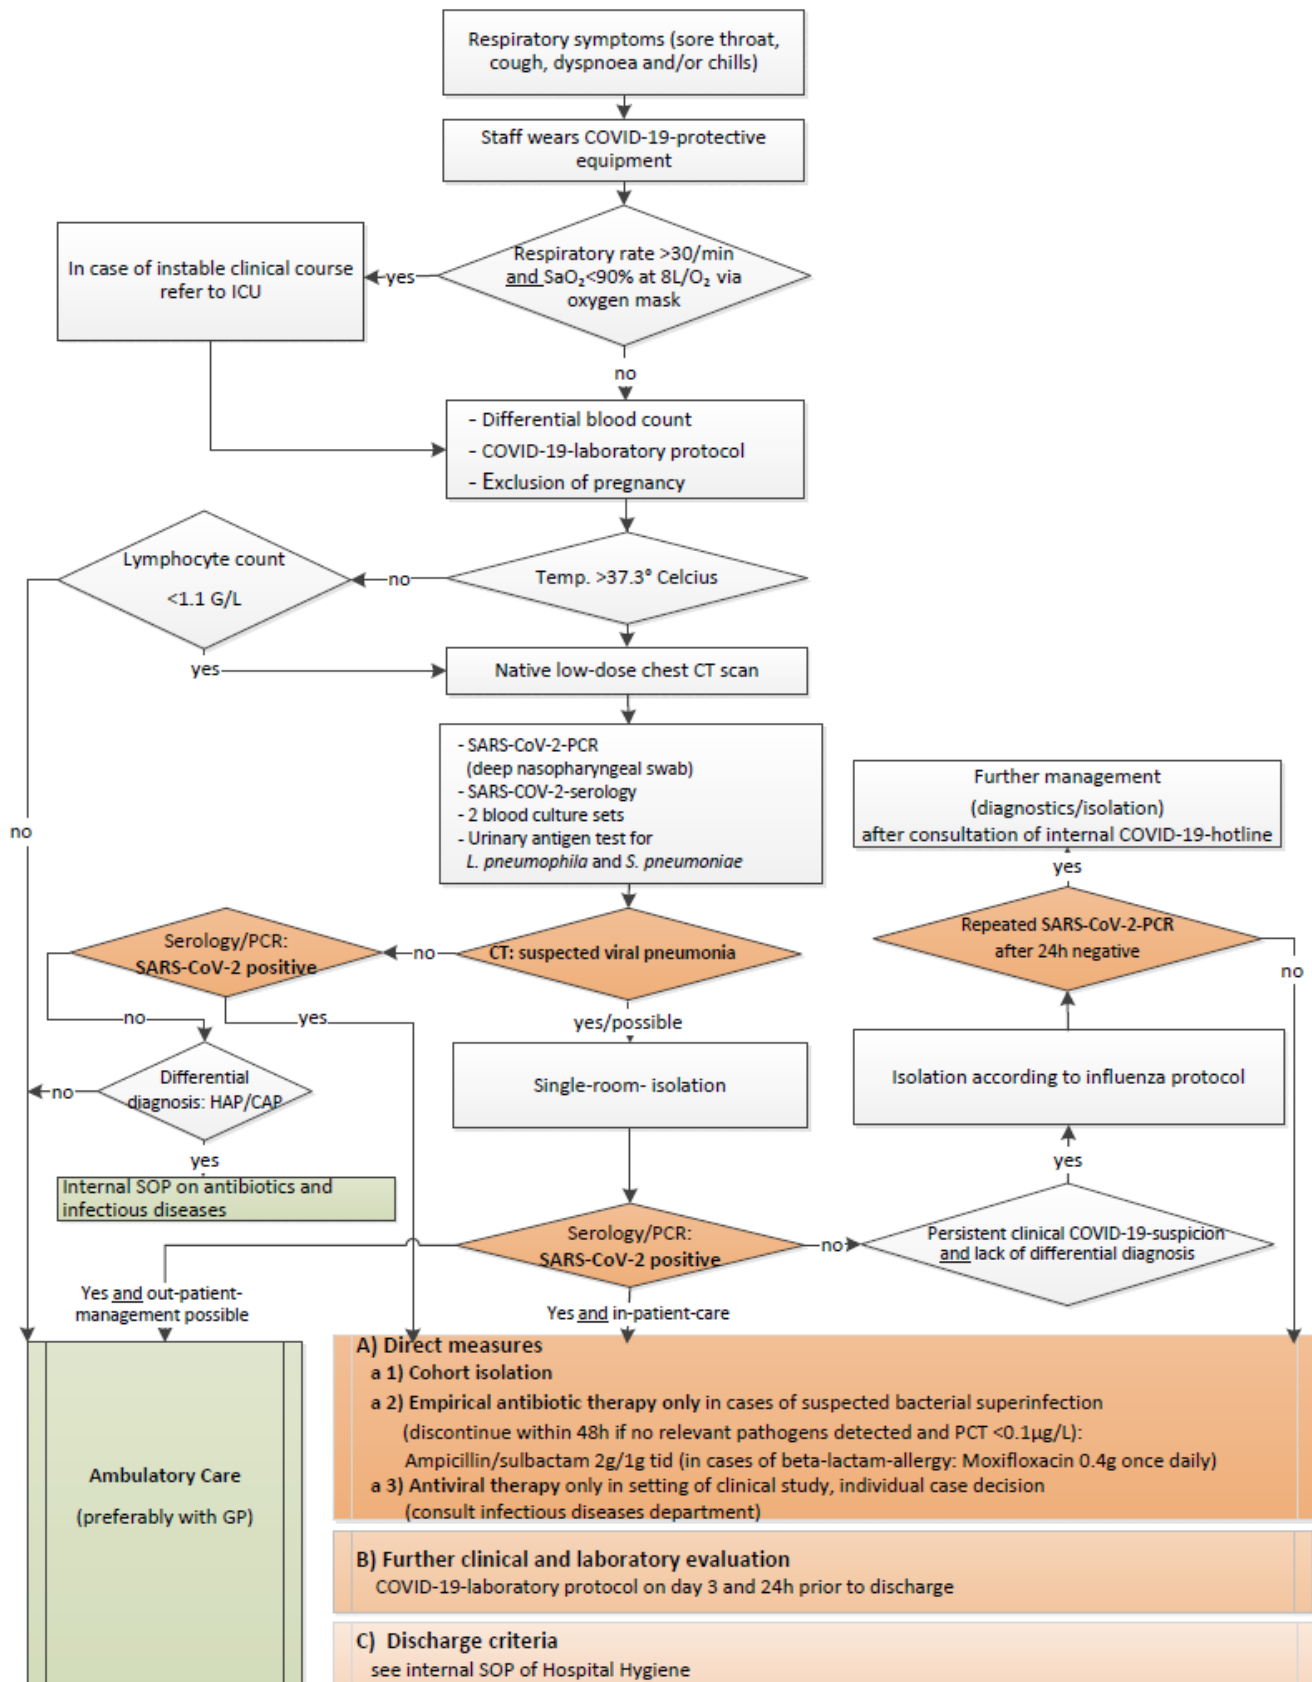 Respiratory symptoms (sore throat,
cough, dyspnoea and/or chills)
Staff wears COVID-19-protective
equipment
Respiratory rate >30/min
and SaO₂<90% at 8L/O₂ via
oxygen mask
yes
In case of instable clinical course
refer to ICU
no
- Differential blood count
- COVID-19-laboratory protocol
- Exclusion of pregnancy
Temp. >37.3° Celcius
no
Lymphocyte count
<1.1 G/L
yes
no
Native low-dose chest CT scan
- SARS-CoV-2-PCR
(deep nasopharyngeal swab)
- SARS-COV-2-serology
- 2 blood culture sets
- Urinary antigen test for
L. pneumophila and S. pneumoniae
Further management
(diagnostics/isolation)
after consultation of internal COVID-19-hotline
yes
Repeated SARS-CoV-2-PCR
after 24h negative
no
CT: suspected viral pneumonia
no
Serology/PCR:
SARS-CoV-2 positive
no
yes
yes/possible
Differential
diagnosis: HAP/CAP
no
yes
Internal SOP on antibiotics and
infectious diseases
Single-room- isolation
Isolation according to influenza protocol
yes
Serology/PCR:
SARS-CoV-2 positive
no
Persistent clinical COVID-19-suspicion
and lack of differential diagnosis
Yes and out-patient-
management possible
Yes and in-patient-care
Ambulatory Care
(preferably with GP)
A) Direct measures
a 1) Cohort isolation
a 2) Empirical antibiotic therapy only in cases of suspected bacterial superinfection
(discontinue within 48h if no relevant pathogens detected and PCT <0.1µg/L):
Ampicillin/sulbactam 2g/1g tid (in cases of beta-lactam-allergy: Moxifloxacin 0.4g once daily)
a 3) Antiviral therapy only in setting of clinical study, individual case decision
(consult infectious diseases department)
B) Further clinical and laboratory evaluation
COVID-19-laboratory protocol on day 3 and 24h prior to discharge
C) Discharge criteria
see internal SOP of Hospital Hygiene